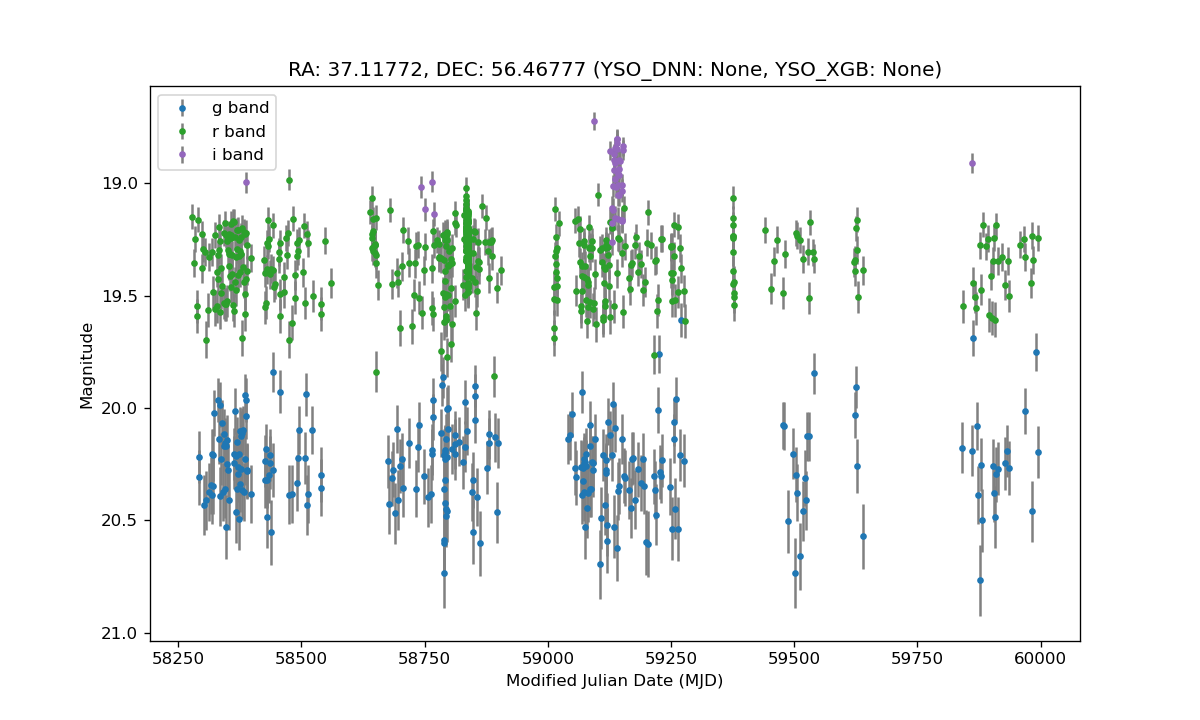 RA: 37.11772, DEC: 56.46777 (YSO_DNN: None, YSO_XGB: None)
g band
r band
i band
Magnitude
19.0
19.5
20.0
20.5
21.0
58250 58500 58750 59000 59250 59500 59750 60000
Modified Julian Date (MJD)